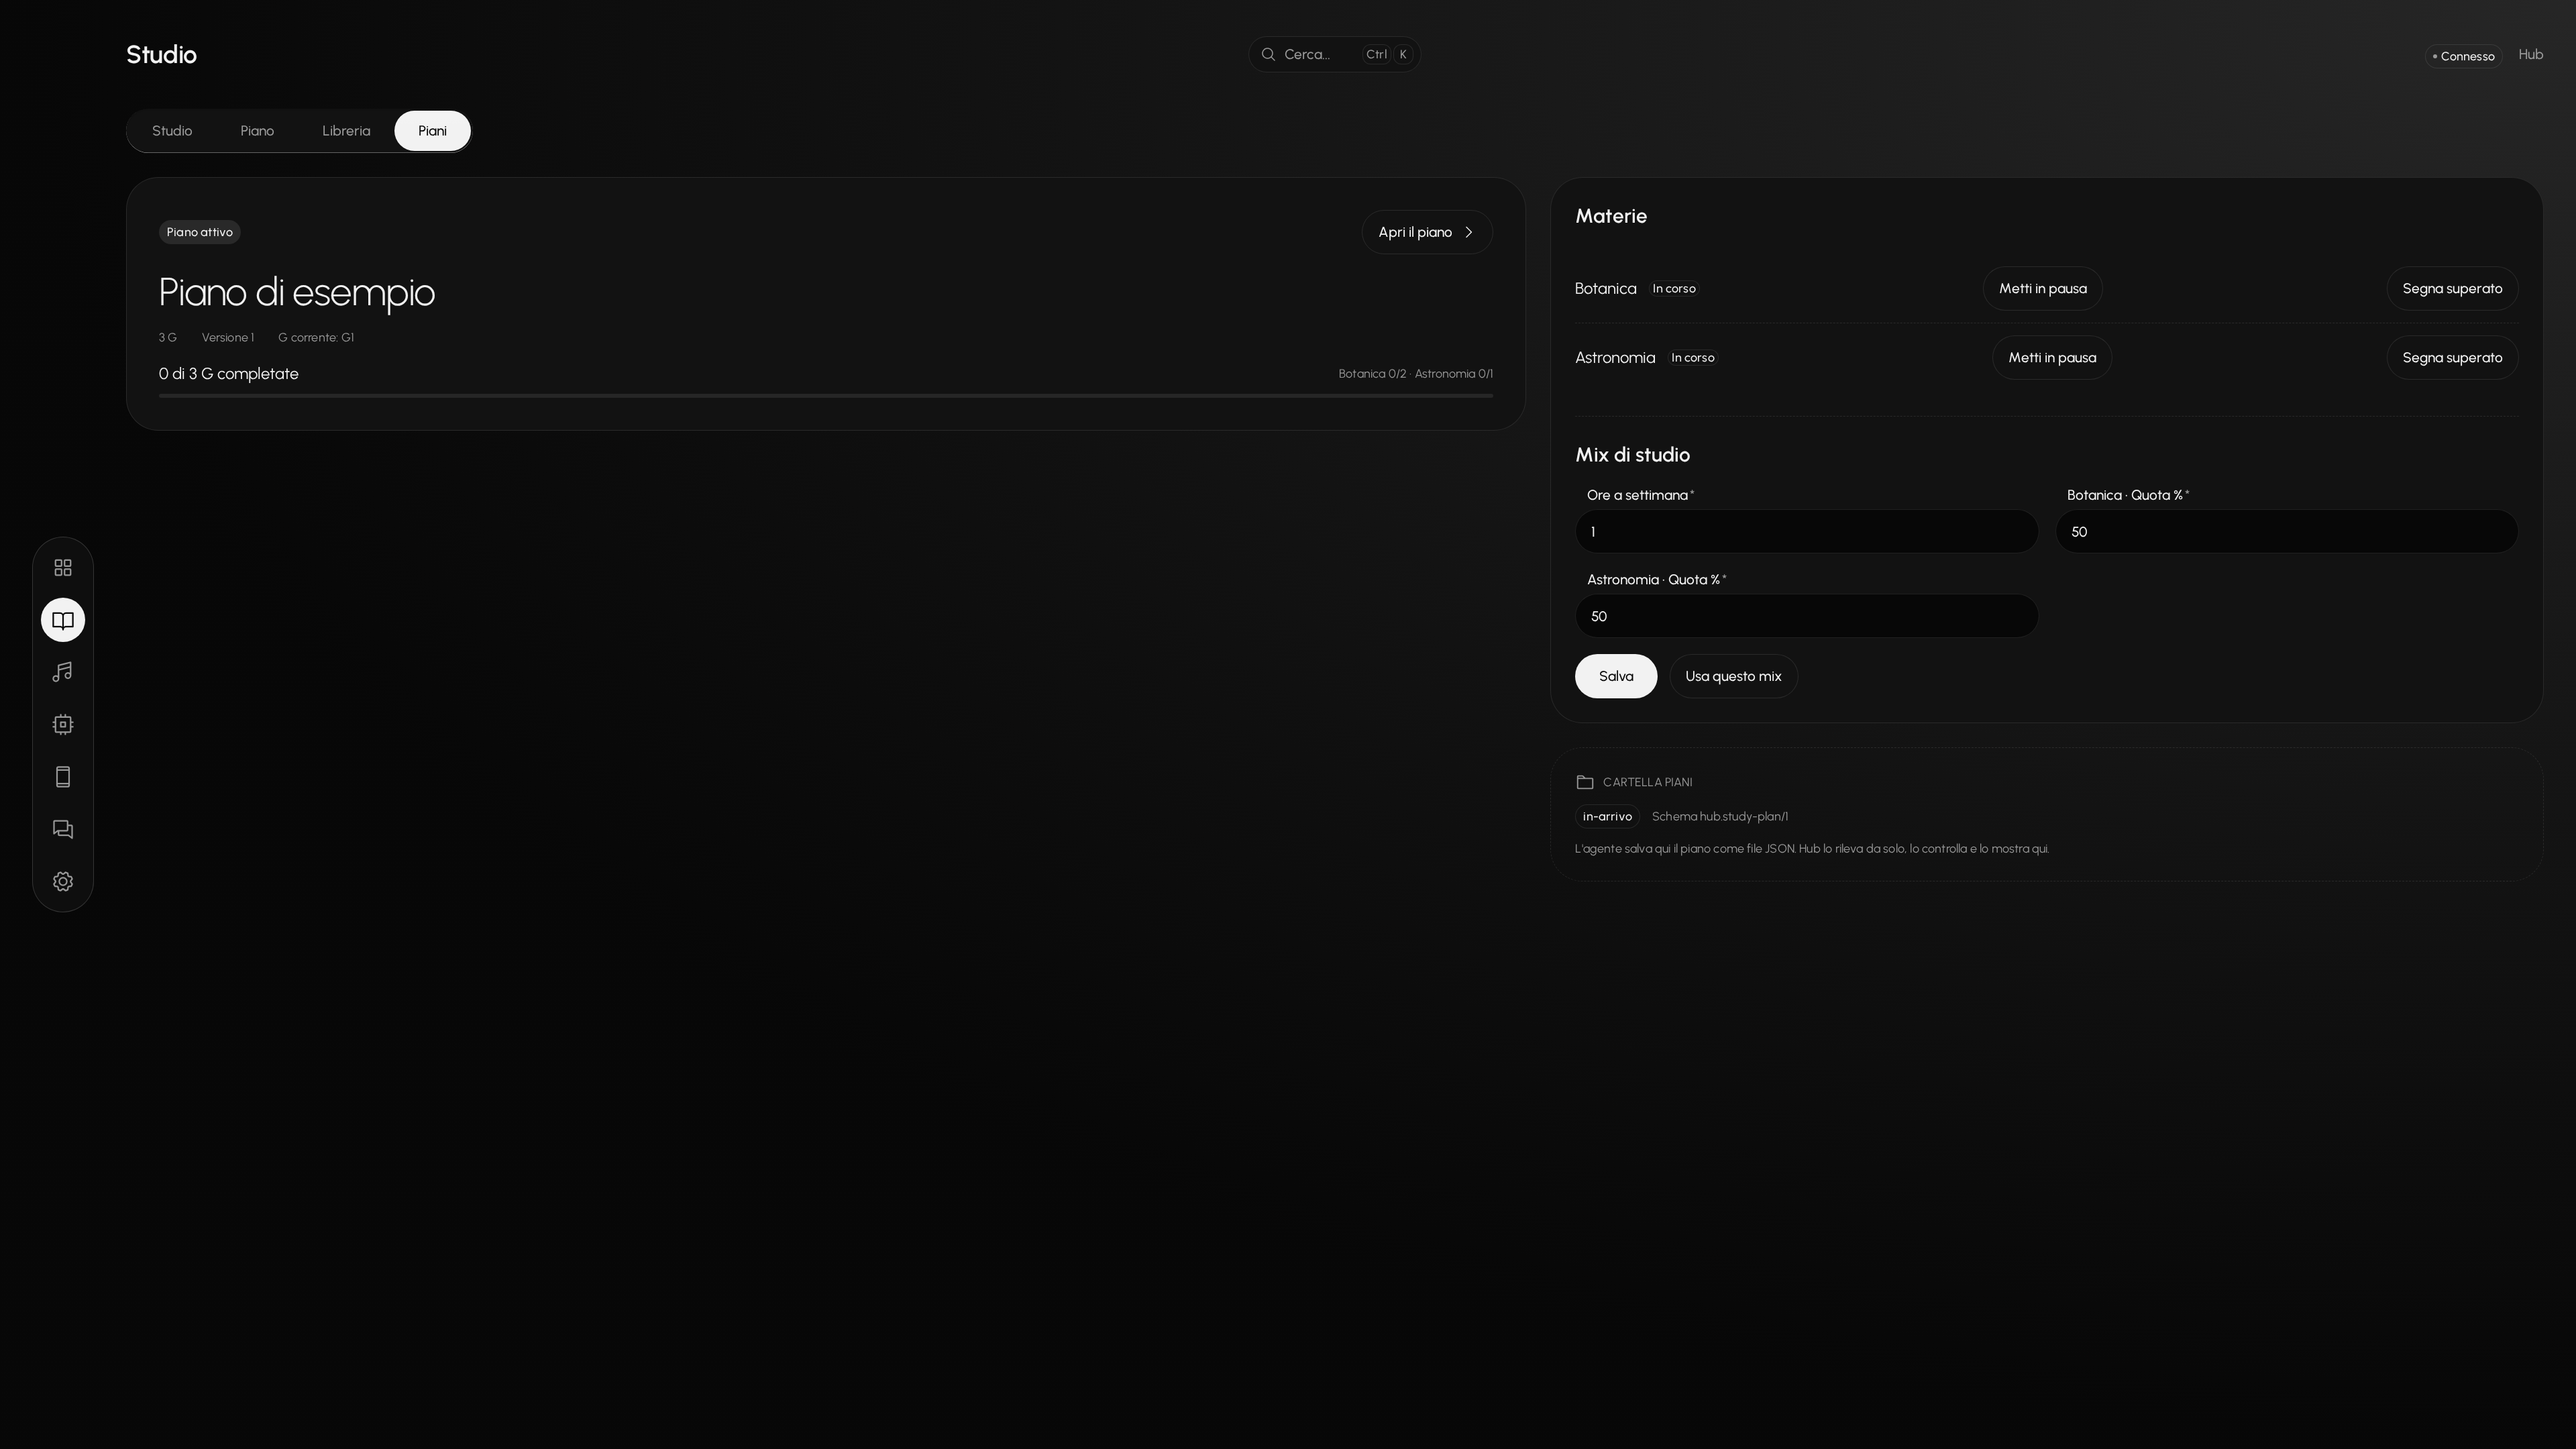 Studio
Cerca... Ctrl K
Connesso Hub
Studio Piano Libreria Piani
Piano attivo
Apri il piano
Piano di esempio
3 G Versione 1 G corrente: G1
0 di 3 G completate
Botanica 0/2 · Astronomia 0/1
Materie
Botanica In corso Metti in pausa Segna superato
Astronomia In corso Metti in pausa Segna superato
Mix di studio
Ore a settimana * Botanica · Quota % *
1 50
Astronomia · Quota % *
50
Salva Usa questo mix
CARTELLA PIANI
in-arrivo Schema hub.study-plan/1
L'agente salva qui il piano come file JSON. Hub lo rileva da solo, lo controlla e lo mostra qui.